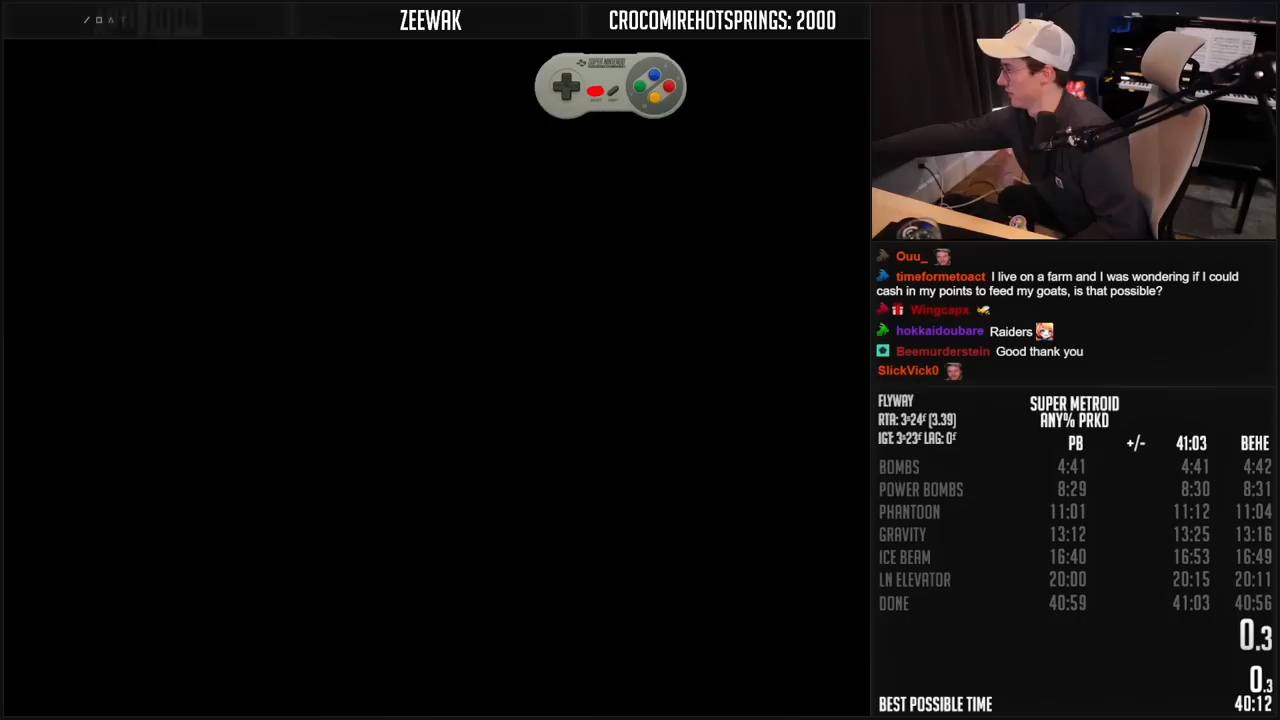 ZEEWAK
CROCOMIREHOTSPRINGS: 2000
SUPER NINTENDO
Ouu_
timeformetoact I live on a farm and I was wondering if I could
cash in my points to feed my goats, is that possible?
Wingcapx
hokkaidoubare Raiders
Beemurderstein Good thank you
SlickVick0
FLYWAY
RTA: 3s24f (3.39)
IGT: 3s23f LAG: 0f
SUPER METROID
ANY% PRKD
PB +/- 41:03 BEHE
BOMBS 4:41 4:41 4:42
POWER BOMBS 8:29 8:30 8:31
PHANTOON 11:01 11:12 11:04
GRAVITY 13:12 13:25 13:16
ICE BEAM 16:40 16:53 16:49
LN ELEVATOR 20:00 20:15 20:11
DONE 40:59 41:03 40:56
0.3
0.3
BEST POSSIBLE TIME 40:12